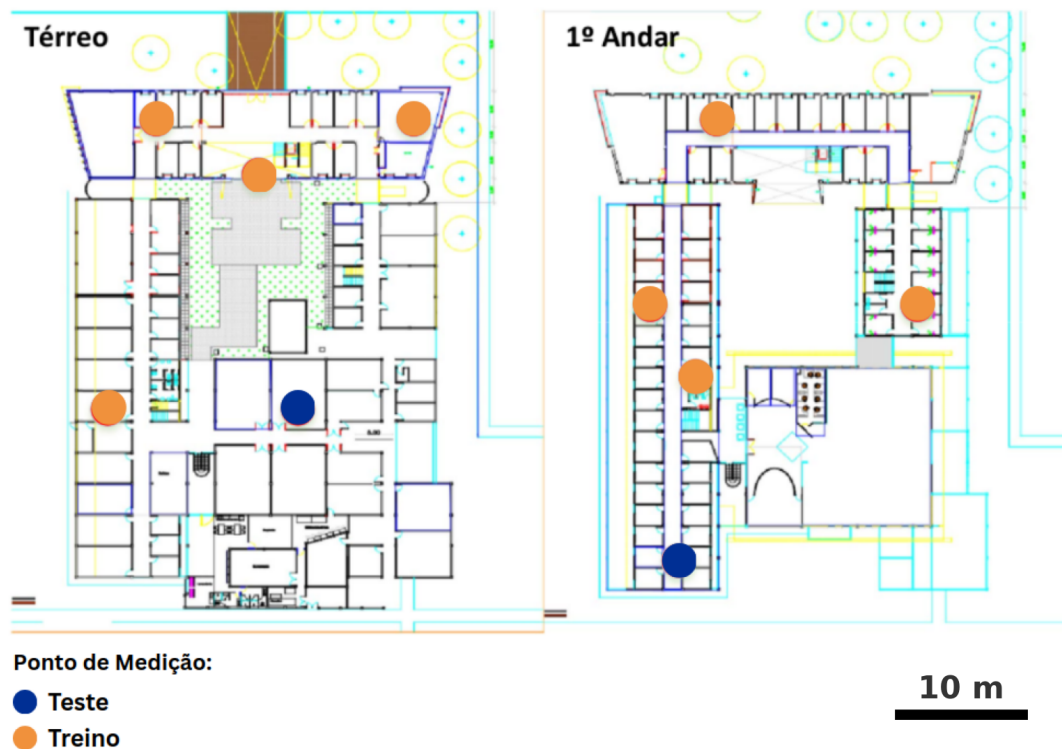 Térreo
1º Andar
Ponto de Medição:
Teste
Treino
10 m